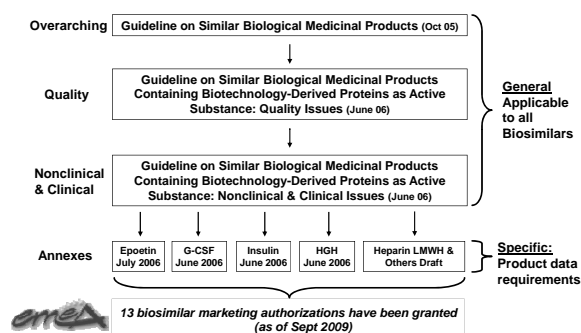 Overarching
Guideline on Similar Biological Medicinal Products (Oct 05)
Quality
Guideline on Similar Biological Medicinal Products
Containing Biotechnology-Derived Proteins as Active
Substance: Quality Issues (June 06)
General
Applicable
to all
Biosimilars
Nonclinical
& Clinical
Guideline on Similar Biological Medicinal Products
Containing Biotechnology-Derived Proteins as Active
Substance: Nonclinical & Clinical Issues (June 06)
Annexes
Epoetin
July 2006
G-CSF
June 2006
Insulin
June 2006
HGH
June 2006
Heparin LMWH &
Others Draft
Specific:
Product data
requirements
emea
13 biosimilar marketing authorizations have been granted
(as of Sept 2009)